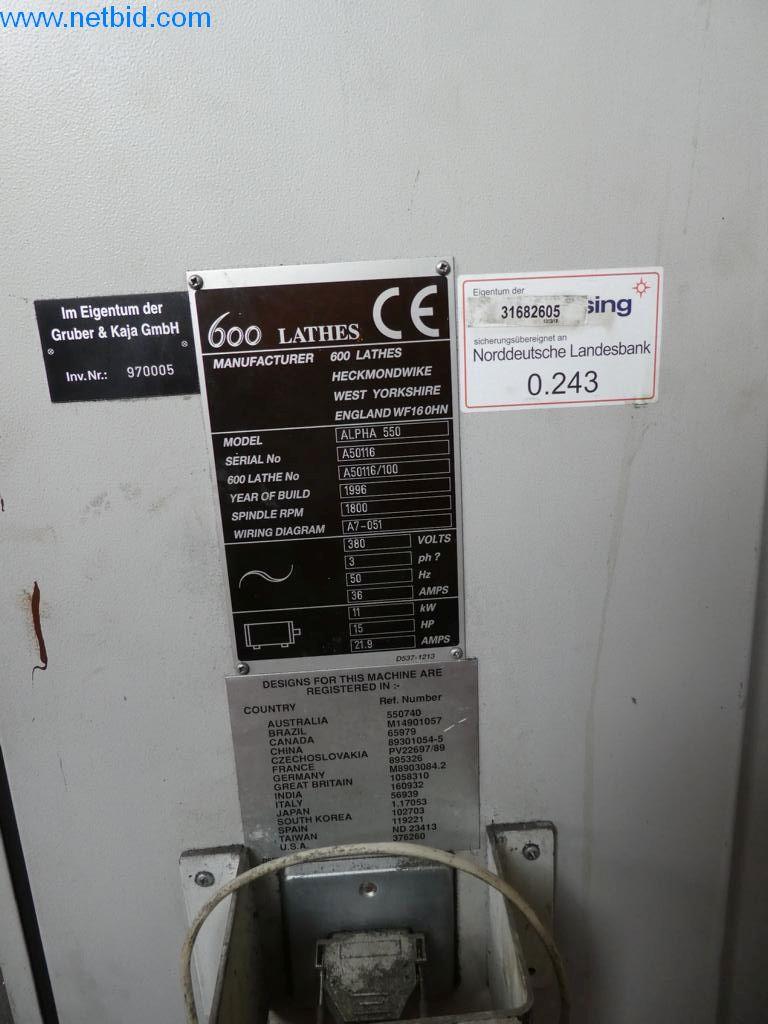 www.netbid.com
Im Eigentum der
Gruber & Kaja GmbH
Inv.Nr.: 970005
600 LATHES CE
MANUFACTURER 600 LATHES
HECKMONDWIKE
WEST YORKSHIRE
ENGLAND WF16 0HN
MODEL ALPHA 550
SERIAL No A50116
600 LATHE No A50116/100
YEAR OF BUILD 1996
SPINDLE RPM 1800
WIRING DIAGRAM A7-051
380 VOLTS
3 ph ?
50 Hz
36 AMPS
11 kW
15 HP
21.9 AMPS
D537-1213
Eigentum der
31682605 sing
sicherungsübereignet an
Norddeutsche Landesbank
0.243
DESIGNS FOR THIS MACHINE ARE
REGISTERED IN :-
COUNTRY Ref. Number
AUSTRALIA 550740
BRAZIL M14901057
CANADA 65979
CHINA 89301054-5
CZECHOSLOVAKIA PV22697/89
FRANCE 895326
GERMANY M8903084.2
GREAT BRITAIN 1058310
INDIA 160932
ITALY 56939
JAPAN 1.17053
SOUTH KOREA 102703
SPAIN 119221
TAIWAN ND 23413
U.S.A. 376260